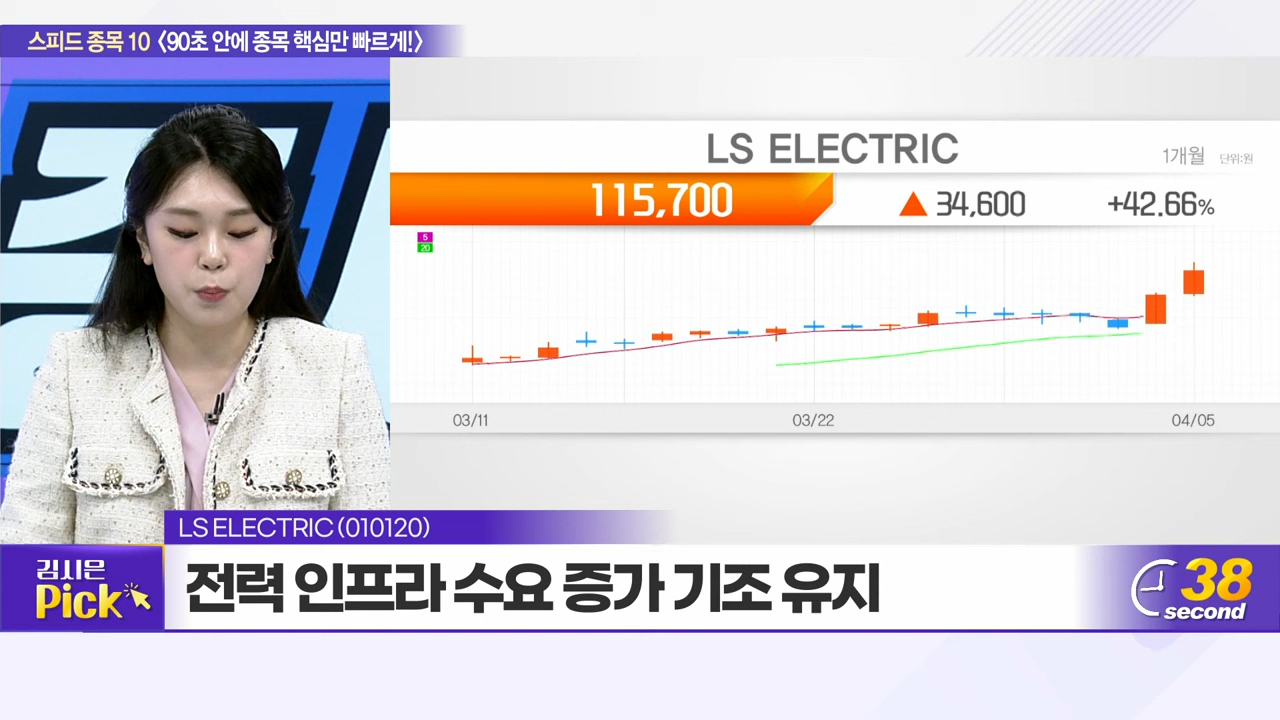 스피드 종목 10 〈90초 안에 종목 핵심만 빠르게!〉
LS ELECTRIC
1개월 단위:원
115,700 ▲ 34,600 +42.66%
5
20
03/11 03/22 04/05
LS ELECTRIC (010120)
김시은
Pick
전력 인프라 수요 증가 기조 유지
38
second